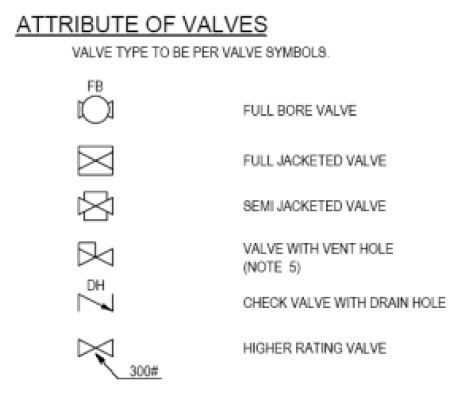 ATTRIBUTE OF VALVES
VALVE TYPE TO BE PER VALVE SYMBOLS.
FB
FULL BORE VALVE
FULL JACKETED VALVE
SEMI JACKETED VALVE
VALVE WITH VENT HOLE
(NOTE 5)
DH
CHECK VALVE WITH DRAIN HOLE
HIGHER RATING VALVE
300#